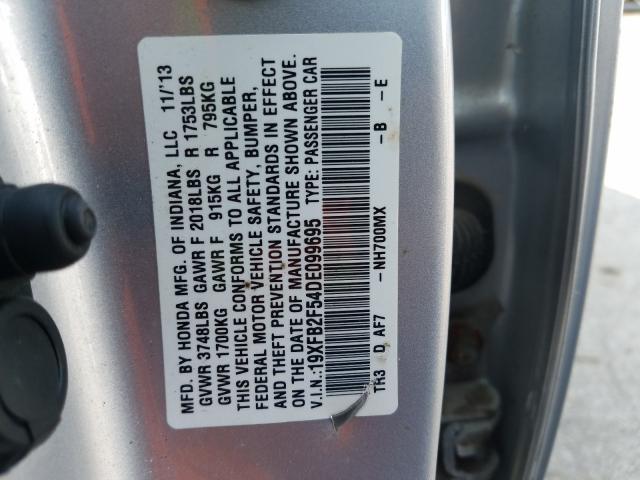 MFD. BY HONDA MFG. OF INDIANA, LLC 11/'13
GVWR 3748LBS GAWR F 2018LBS R 1753LBS
GVWR 1700KG GAWR F 915KG R 795KG
THIS VEHICLE CONFORMS TO ALL APPLICABLE
FEDERAL MOTOR VEHICLE SAFETY, BUMPER,
AND THEFT PREVENTION STANDARDS IN EFFECT
ON THE DATE OF MANUFACTURE SHOWN ABOVE.
V.I.N.:19XFB2F54DE099695 TYPE: PASSENGER CAR
TR3 D AF7 - NH700MX - B - E